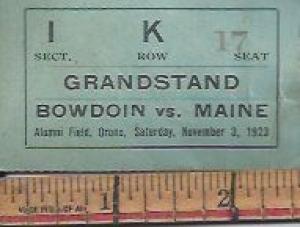 I K 17
SECT. ROW SEAT
GRANDSTAND
BOWDOIN vs. MAINE
Alumni Field, Orono, Saturday, November 3, 1923
1 2